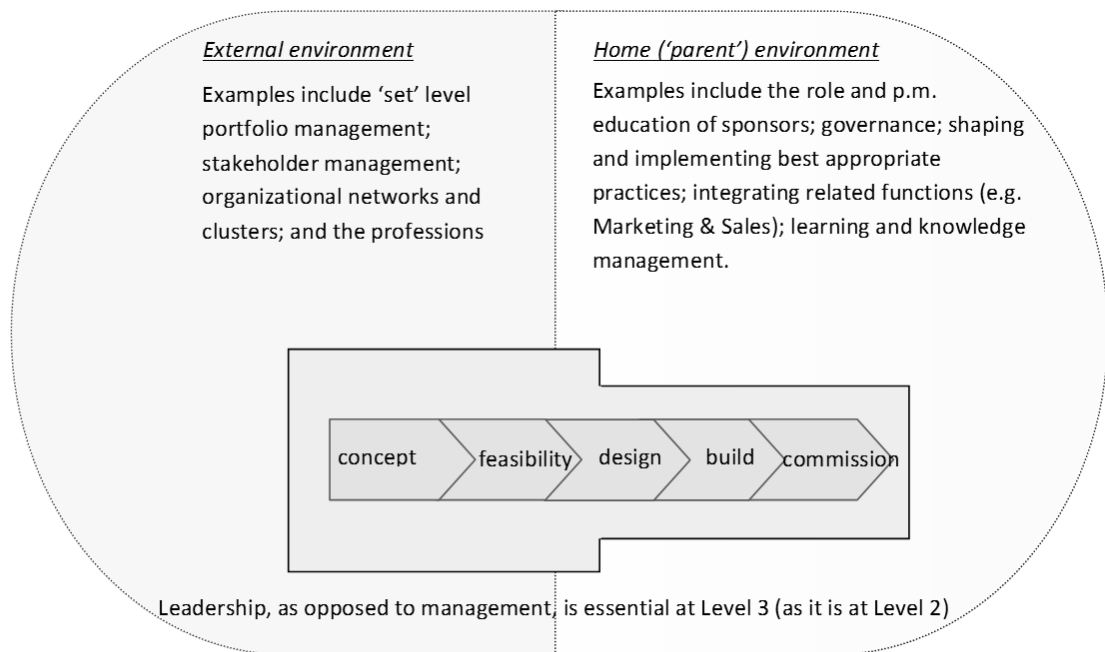 External environment
Examples include ‘set’ level
portfolio management;
stakeholder management;
organizational networks and
clusters; and the professions
Home (‘parent’) environment
Examples include the role and p.m.
education of sponsors; governance; shaping
and implementing best appropriate
practices; integrating related functions (e.g.
Marketing & Sales); learning and knowledge
management.
concept feasibility design build commission
Leadership, as opposed to management, is essential at Level 3 (as it is at Level 2)